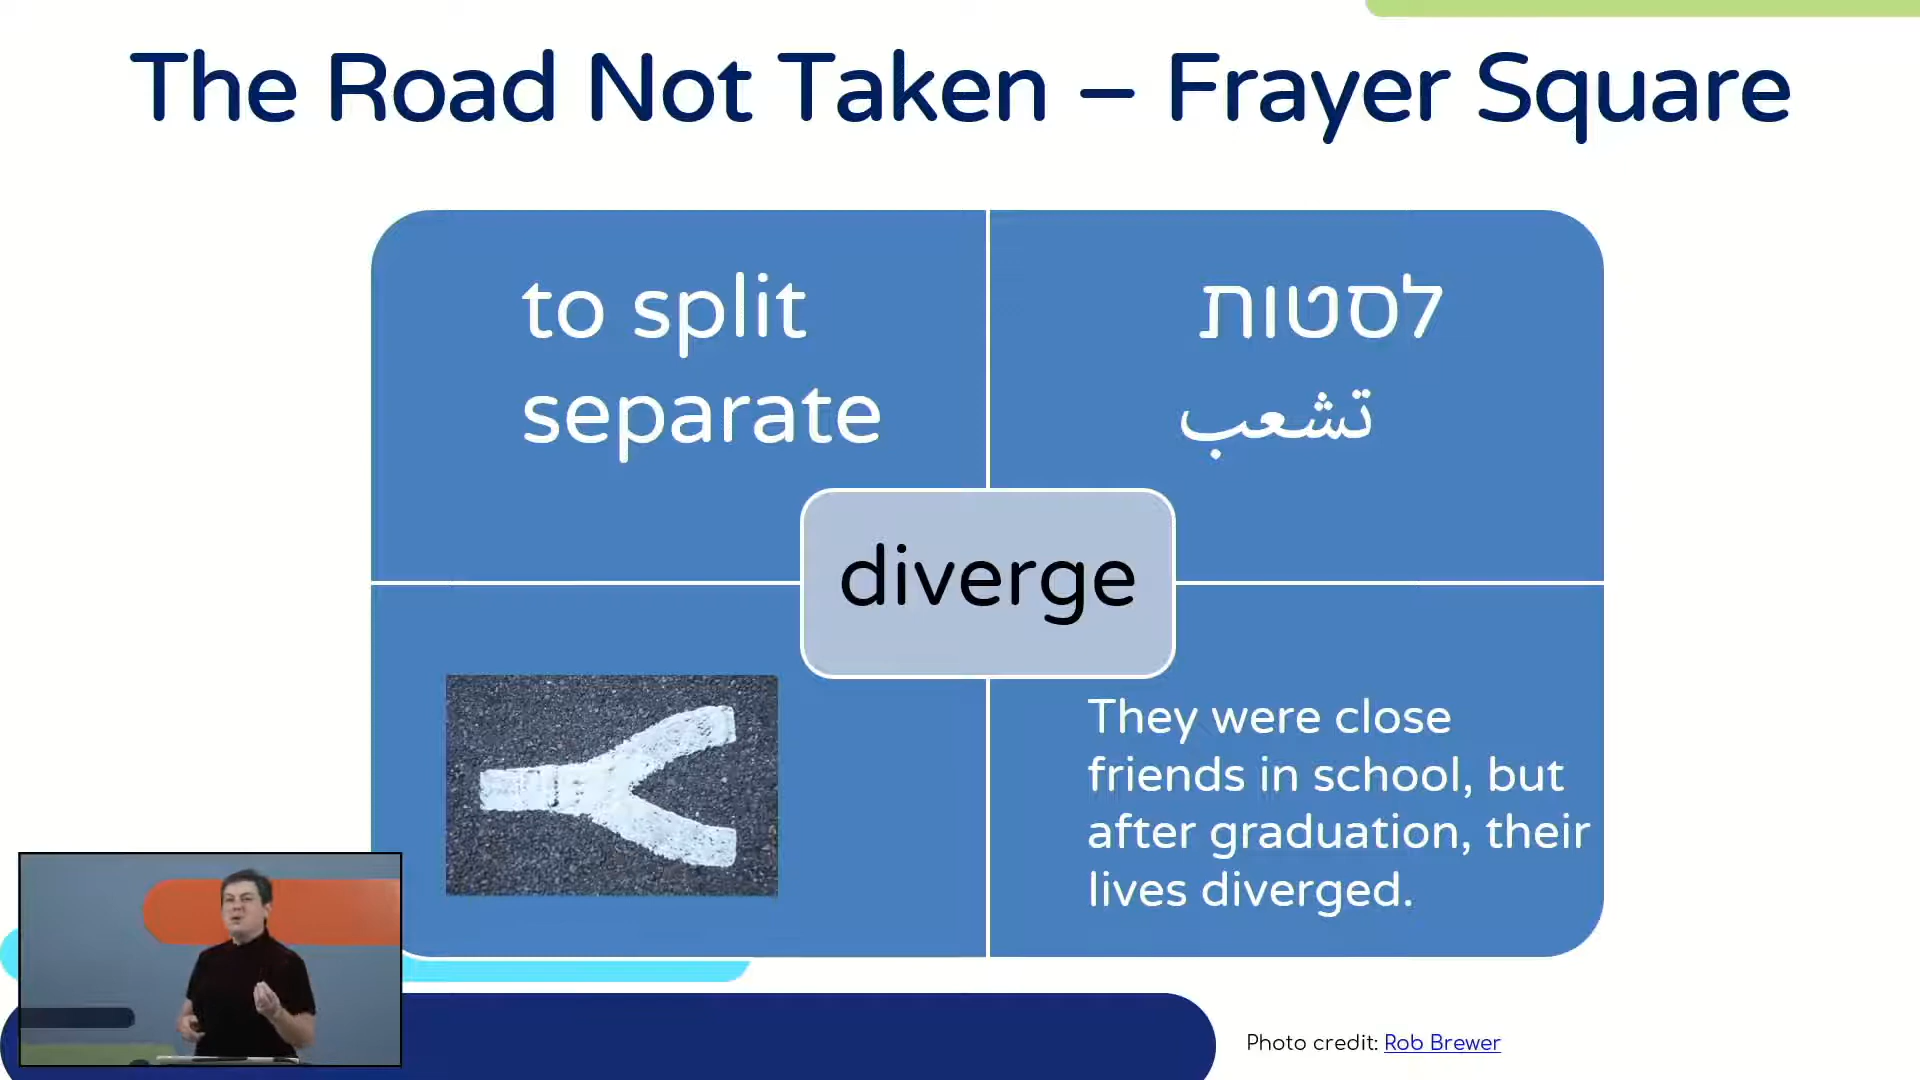 The Road Not Taken – Frayer Square
to split
separate
לסטות
تشعب
diverge
They were close
friends in school, but
after graduation, their
lives diverged.
Photo credit: Rob Brewer